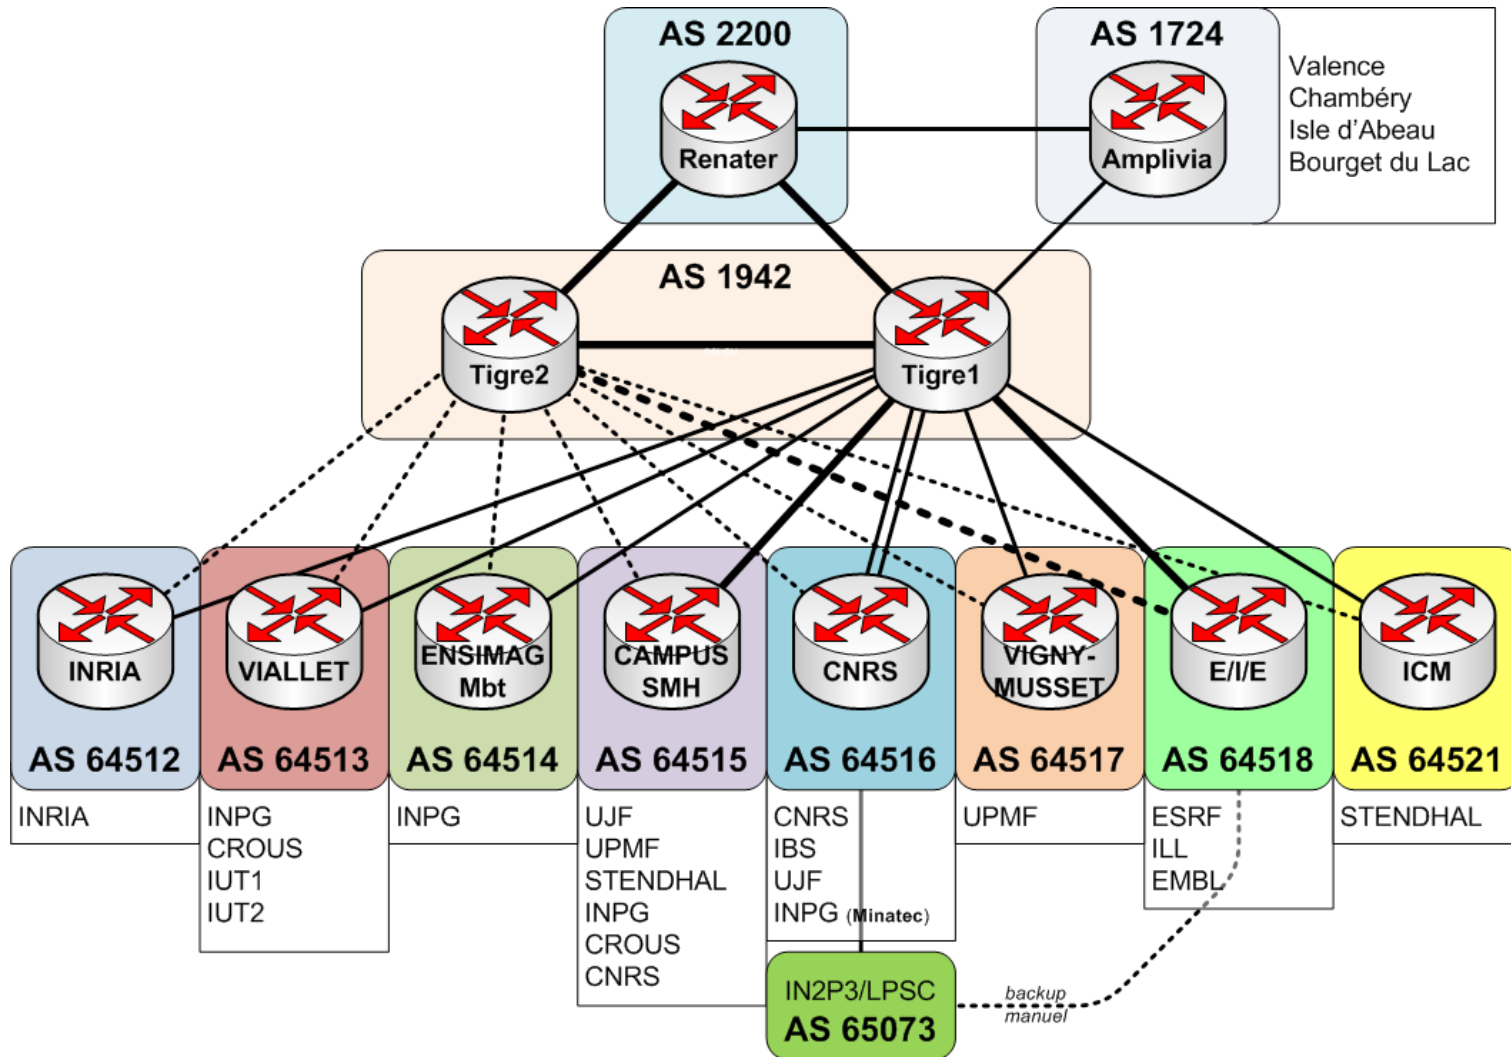 AS 2200
AS 1724
Renater
Amplivia
Valence
Chambéry
Isle d'Abeau
Bourget du Lac
AS 1942
Tigre2
Tigre1
INRIA
VIALLET
ENSIMAG
Mbt
CAMPUS
SMH
CNRS
VIGNY-
MUSSET
E/I/E
ICM
AS 64512
AS 64513
AS 64514
AS 64515
AS 64516
AS 64517
AS 64518
AS 64521
INRIA
INPG
CROUS
IUT1
IUT2
INPG
UJF
UPMF
STENDHAL
INPG
CROUS
CNRS
CNRS
IBS
UJF
INPG (Minatec)
UPMF
ESRF
ILL
EMBL
STENDHAL
IN2P3/LPSC
AS 65073
backup
manuel